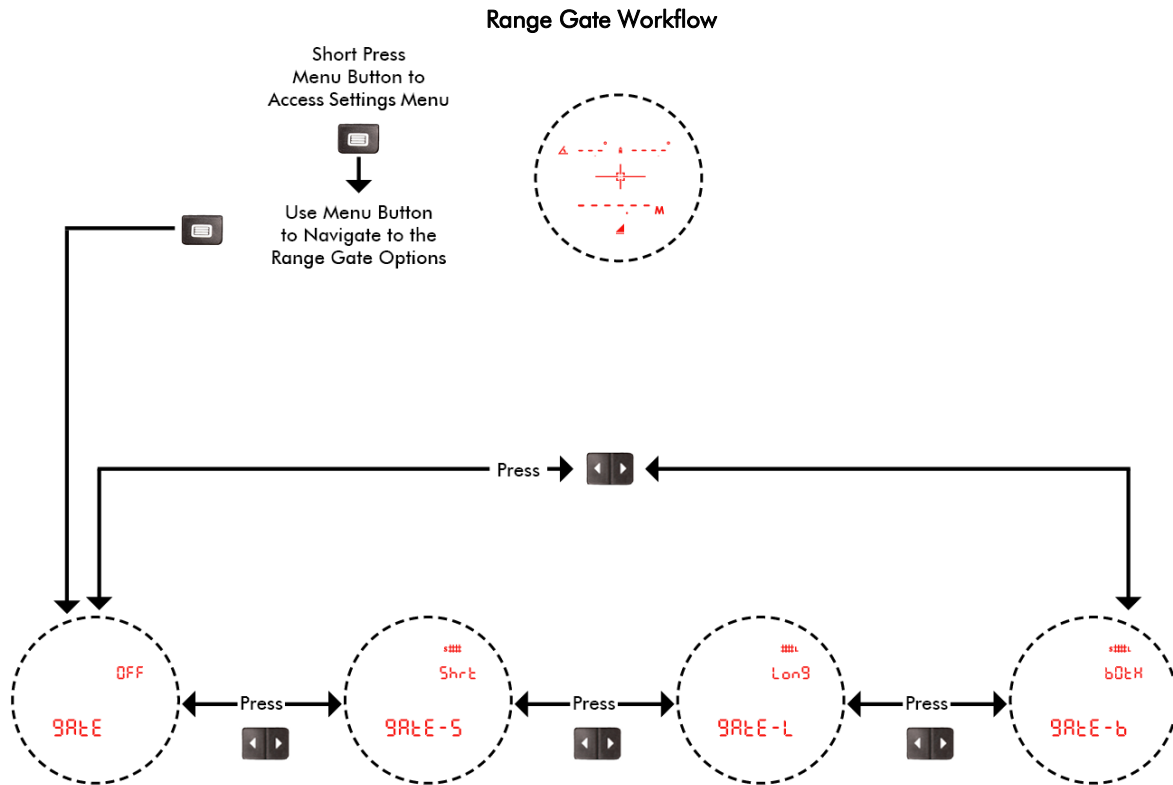 Range Gate Workflow
Short Press
Menu Button to
Access Settings Menu
Use Menu Button
to Navigate to the
Range Gate Options
---.-° ---.-°
-----.- M
Press
OFF
gAtE
S
Shrt
gAtE-S
L
Long
gAtE-L
S L
bOtH
gAtE-b
Press
Press
Press